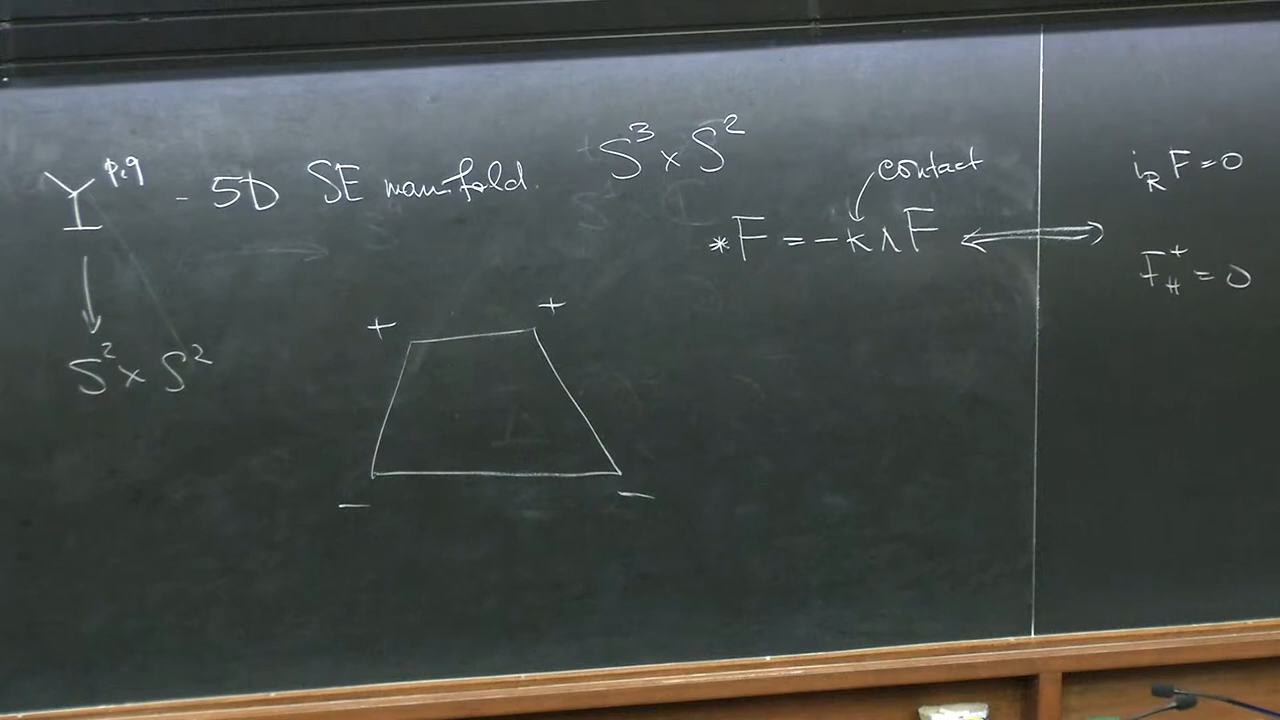 Y^{p,q} - 5D SE manifold. S^3 × S^2
contact
*F = -κ∧F ⟺ i_R F = 0
F_H^+ = 0
↓
S^2 × S^2
+ +
- -